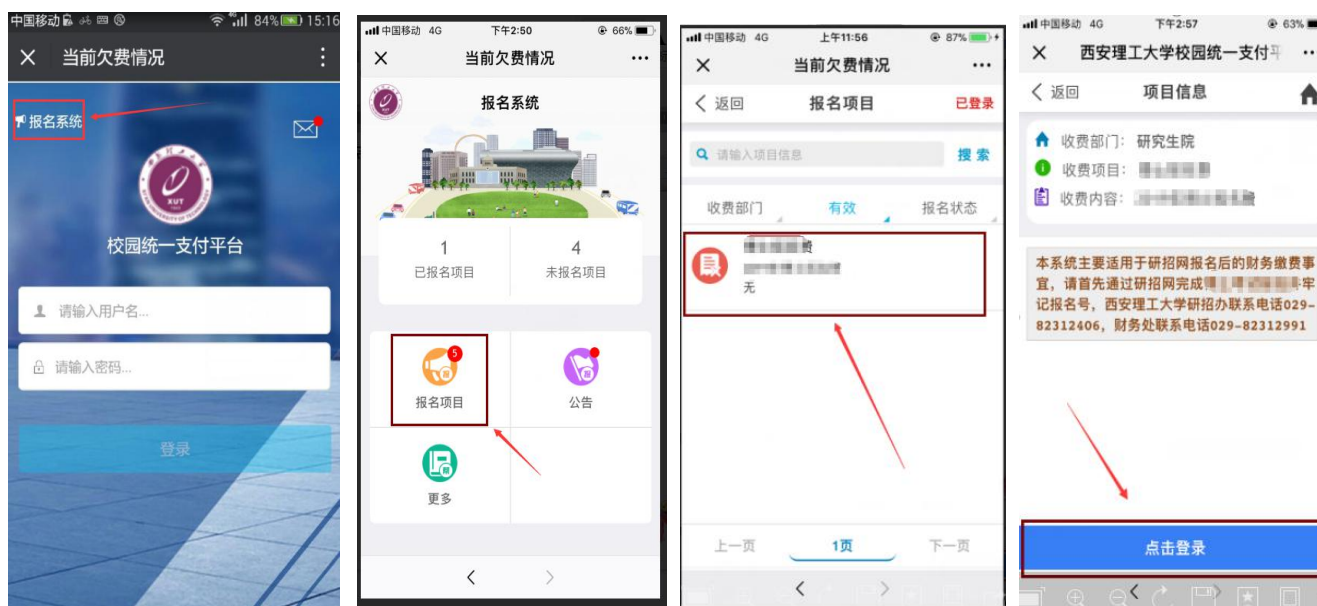 中国移动 84% 15:16
当前欠费情况
报名系统
XUT
校园统一支付平台
请输入用户名...
请输入密码...
登录
中国移动 4G 下午2:50 66%
当前欠费情况
报名系统
1
已报名项目
4
未报名项目
5
报名项目
公告
更多
中国移动 4G 上午11:56 87%
当前欠费情况
返回 报名项目 已登录
请输入项目信息 搜索
收费部门 有效 报名状态
费
无
上一页 1页 下一页
中国移动 4G 下午2:57 63%
西安理工大学校园统一支付平
返回 项目信息
收费部门: 研究生院
收费项目:
收费内容:
本系统主要适用于研招网报名后的财务缴费事
宜，请首先通过研招网完成 牢
记报名号，西安理工大学研招办联系电话029-
82312406，财务处联系电话029-82312991
点击登录